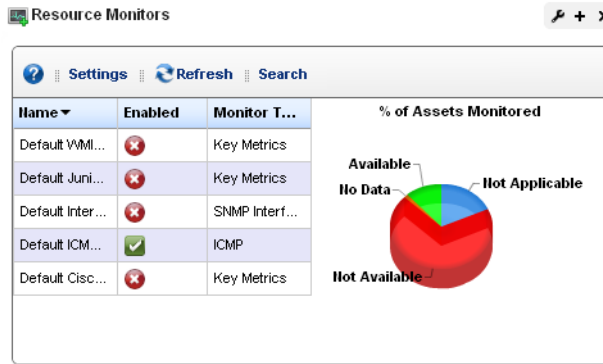 Resource Monitors
Settings Refresh Search
Name Enabled Monitor T...
Default WMI... Key Metrics
Default Juni... Key Metrics
Default Inter... SNMP Interf...
Default ICM... ICMP
Default Cisc... Key Metrics
% of Assets Monitored
Available
No Data
Not Applicable
Not Available